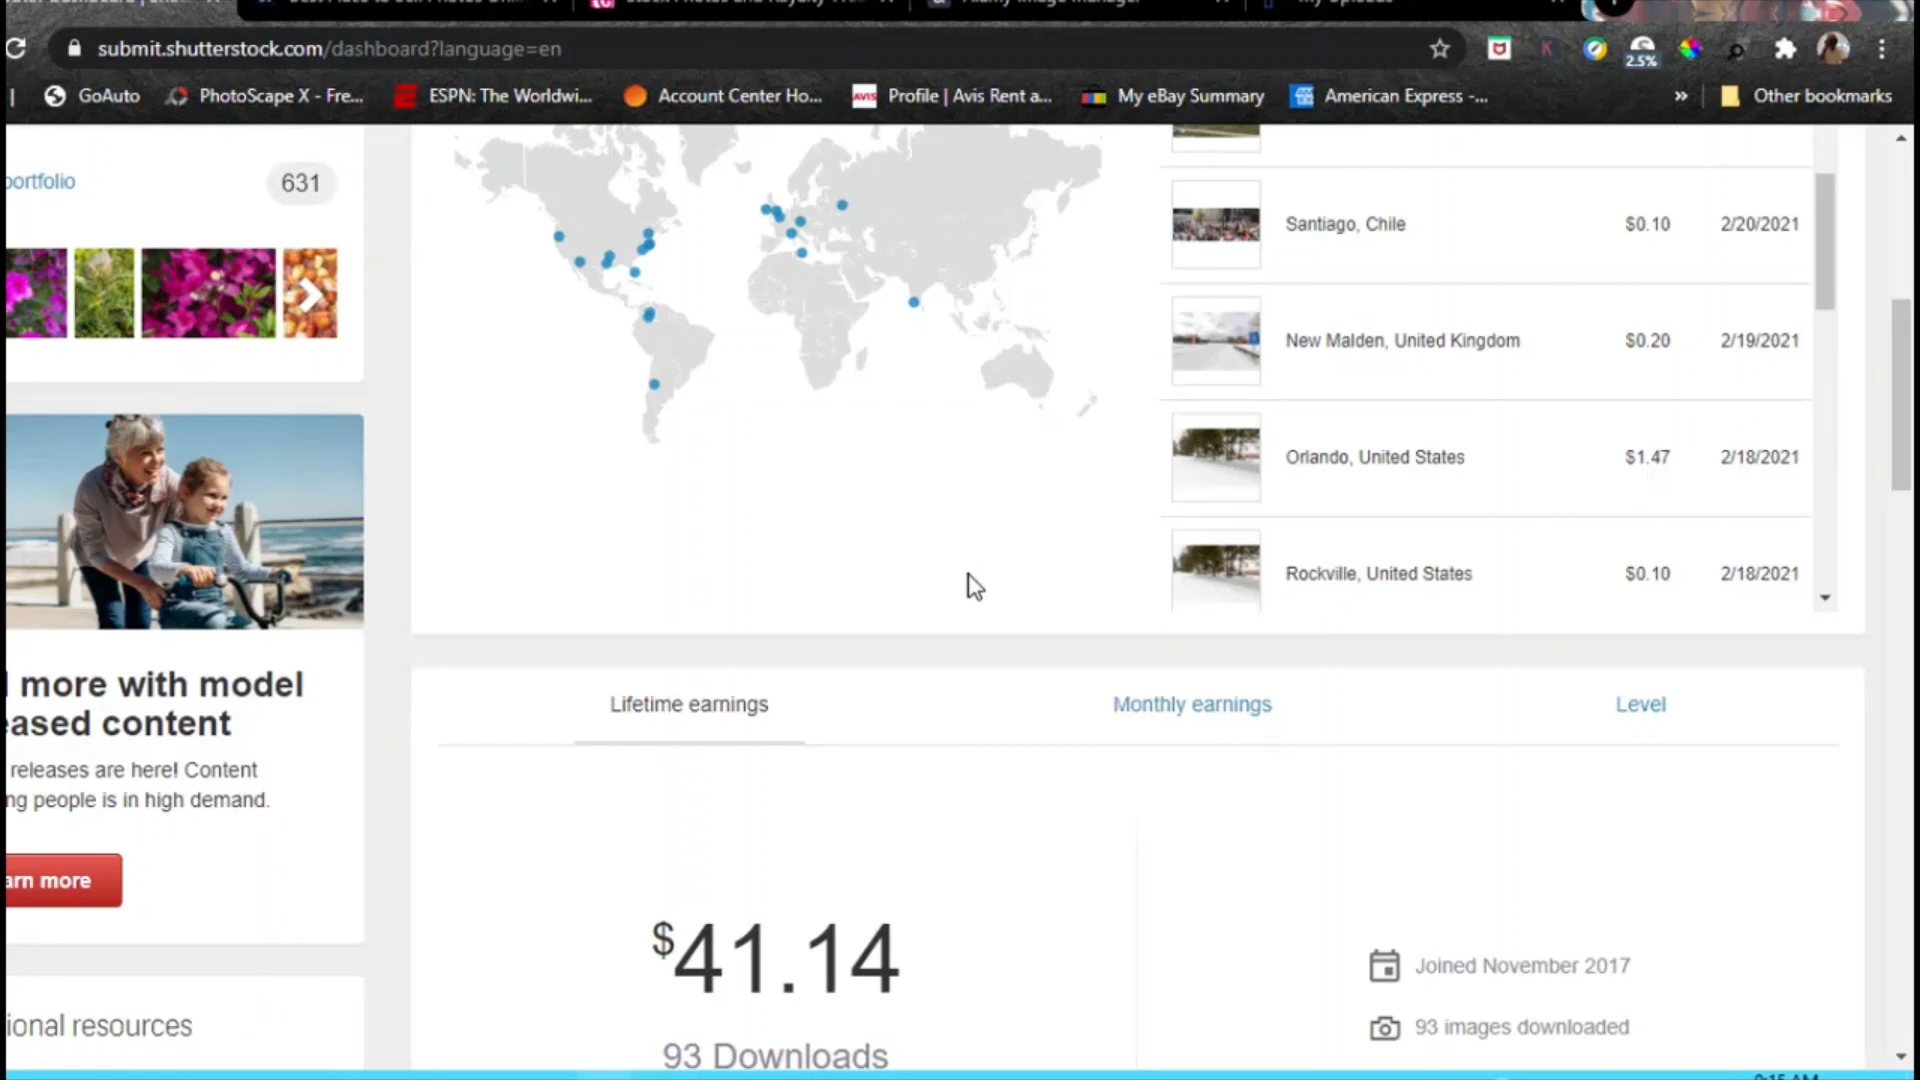 submit.shutterstock.com/dashboard?language=en
2.5%
GoAuto
PhotoScape X - Fre...
ESPN: The Worldwi...
Account Center Ho...
AVIS
Profile | Avis Rent a...
My eBay Summary
American Express -...
»
Other bookmarks
portfolio
631
Santiago, Chile $0.10 2/20/2021
New Malden, United Kingdom $0.20 2/19/2021
Orlando, United States $1.47 2/18/2021
Rockville, United States $0.10 2/18/2021
more with model
eased content
releases are here! Content
ng people is in high demand.
arn more
ional resources
Lifetime earnings
Monthly earnings
Level
$41.14
93 Downloads
Joined November 2017
93 images downloaded